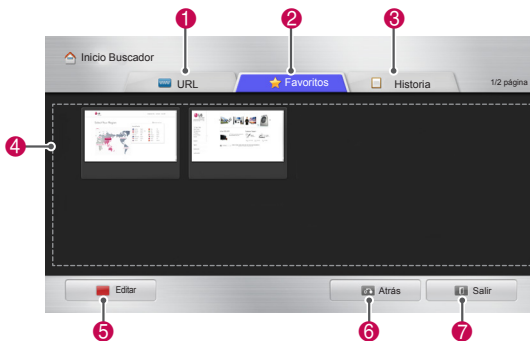 1 2 3
Inicio Buscador
URL Favoritos Historia 1/2 página
4
Editar Atrás Salir
5 6 7